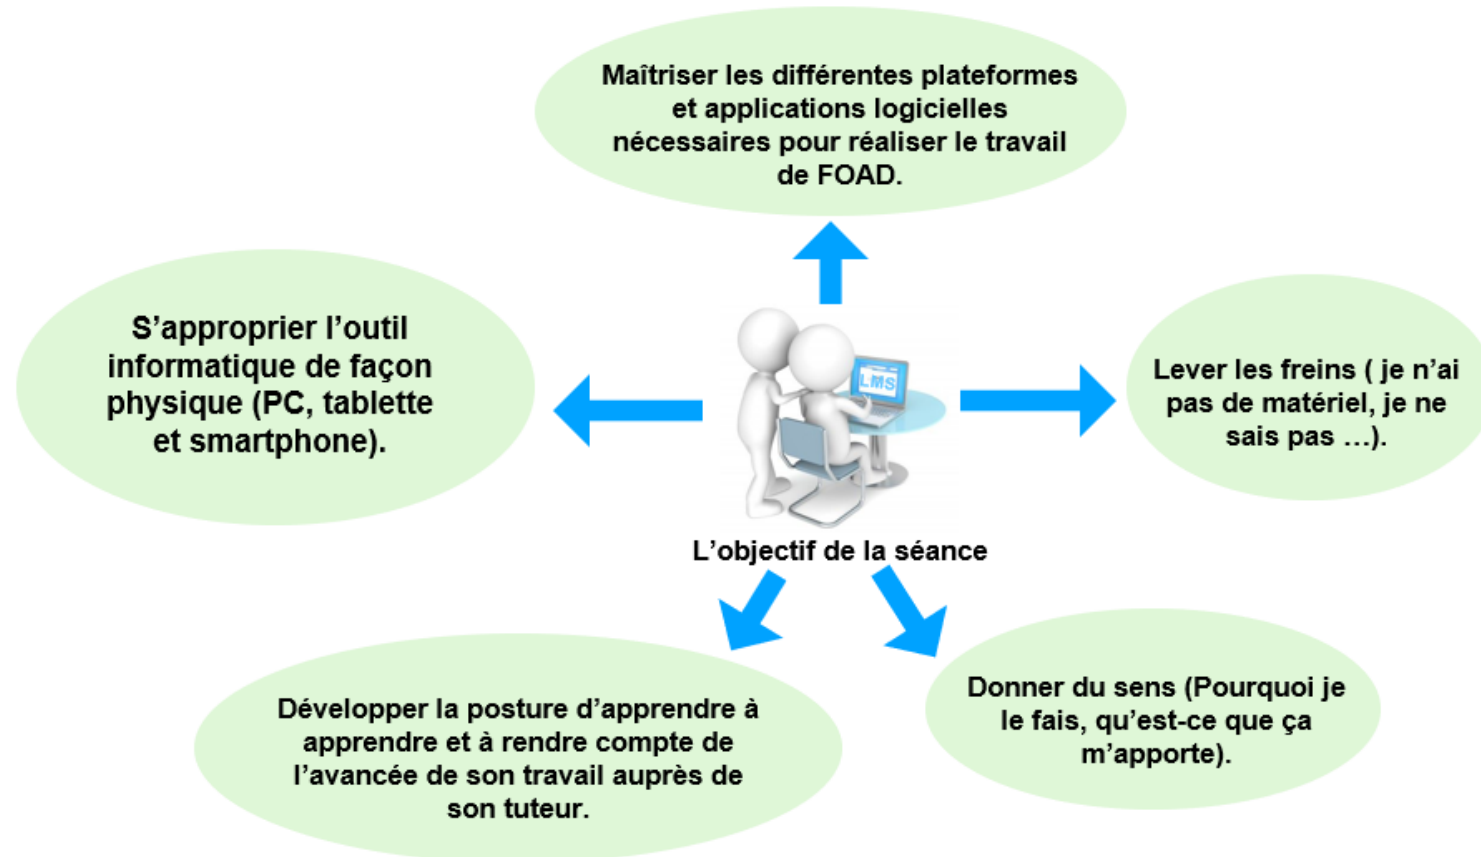 Maîtriser les différentes plateformes
et applications logicielles
nécessaires pour réaliser le travail
de FOAD.
S’approprier l’outil
informatique de façon
physique (PC, tablette
et smartphone).
LMS
Lever les freins ( je n’ai
pas de matériel, je ne
sais pas …).
L’objectif de la séance
Développer la posture d’apprendre à
apprendre et à rendre compte de
l’avancée de son travail auprès de
son tuteur.
Donner du sens (Pourquoi je
le fais, qu’est-ce que ça
m’apporte).